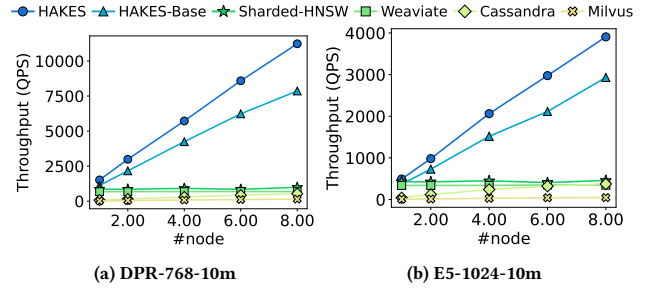 HAKES HAKES-Base Sharded-HNSW Weaviate Cassandra Milvus
Throughput (QPS)
10000
7500
5000
2500
0
2.00 4.00 6.00 8.00
#node
(a) DPR-768-10m
Throughput (QPS)
4000
3000
2000
1000
0
2.00 4.00 6.00 8.00
#node
(b) E5-1024-10m